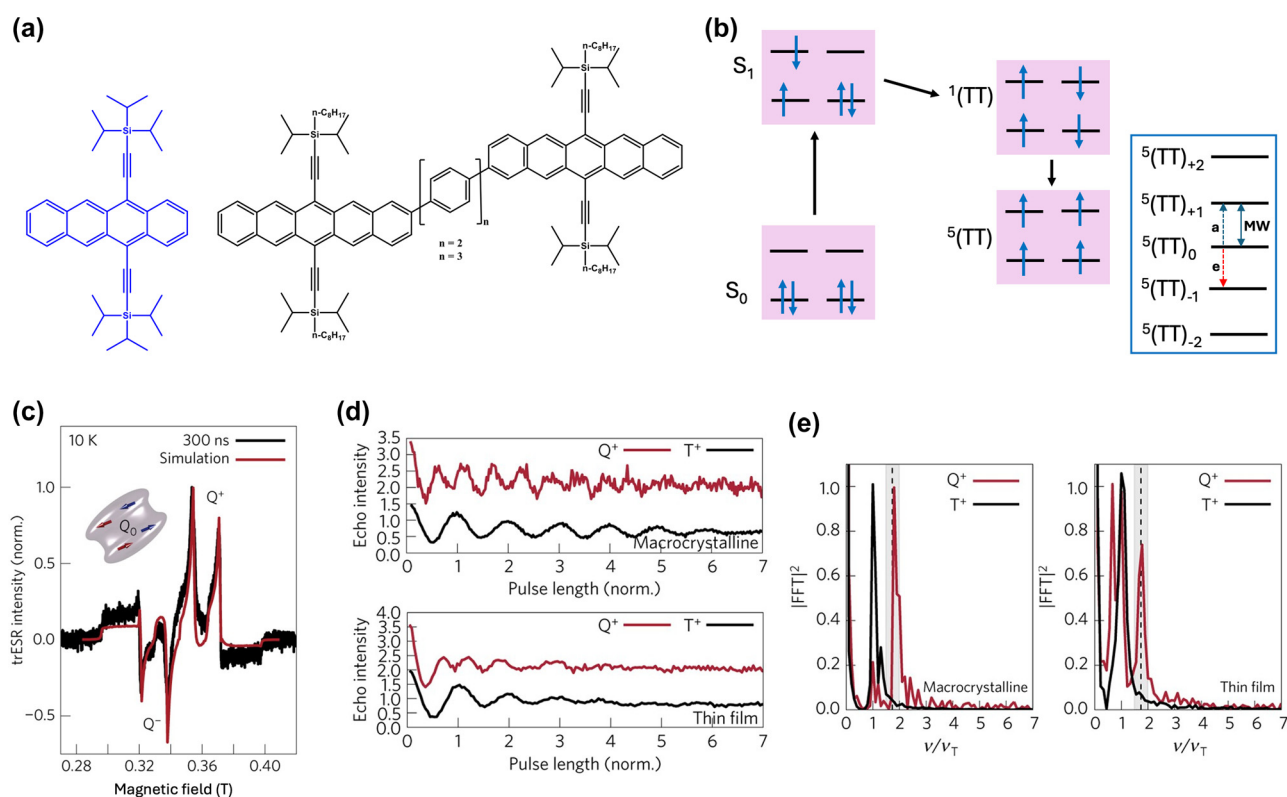 (a)
Si
n-C8H17
Si
n-C8H17
Si
n = 2
n = 3
n
Si
Si
n-C8H17
Si
n-C8H17
(b)
S1
1(TT)
5(TT)
S0
5(TT)+2
5(TT)+1
a
MW
5(TT)0
e
5(TT)-1
5(TT)-2
(c)
10 K
300 ns
Simulation
trESR intensity (norm.)
1.0
0.5
0.0
−0.5
Q0
Q+
Q−
0.28
0.32
0.36
0.40
Magnetic field (T)
(d)
Echo intensity
3.5
3.0
2.5
2.0
1.5
1.0
0.5
0.0
Q+
T+
Macrocrystalline
0 1 2 3 4 5 6 7
Pulse length (norm.)
Echo intensity
4.0
3.5
3.0
2.5
2.0
1.5
1.0
0.5
0.0
Q+
T+
Thin film
0 1 2 3 4 5 6 7
Pulse length (norm.)
(e)
|FFT|2
1.0
0.8
0.6
0.4
0.2
0
Q+
T+
Macrocrystalline
0 1 2 3 4 5 6 7
ν/νT
|FFT|2
1.0
0.8
0.6
0.4
0.2
0
Q+
T+
Thin film
0 1 2 3 4 5 6 7
ν/νT